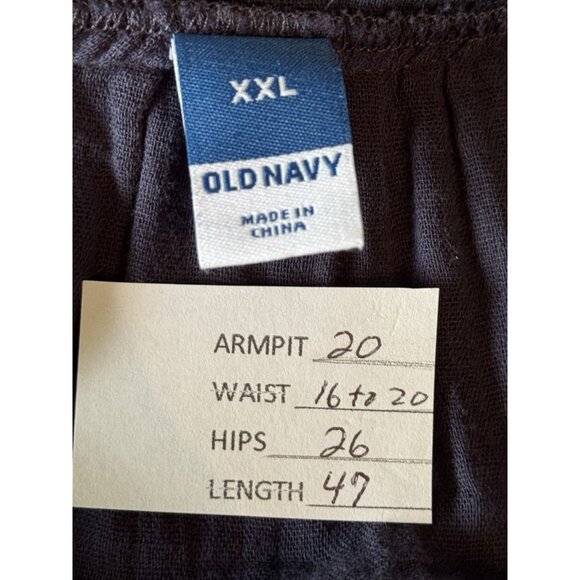 XXL
OLD NAVY
MADE IN
CHINA
ARMPIT 20
WAIST 16 to 20
HIPS 26
LENGTH 47